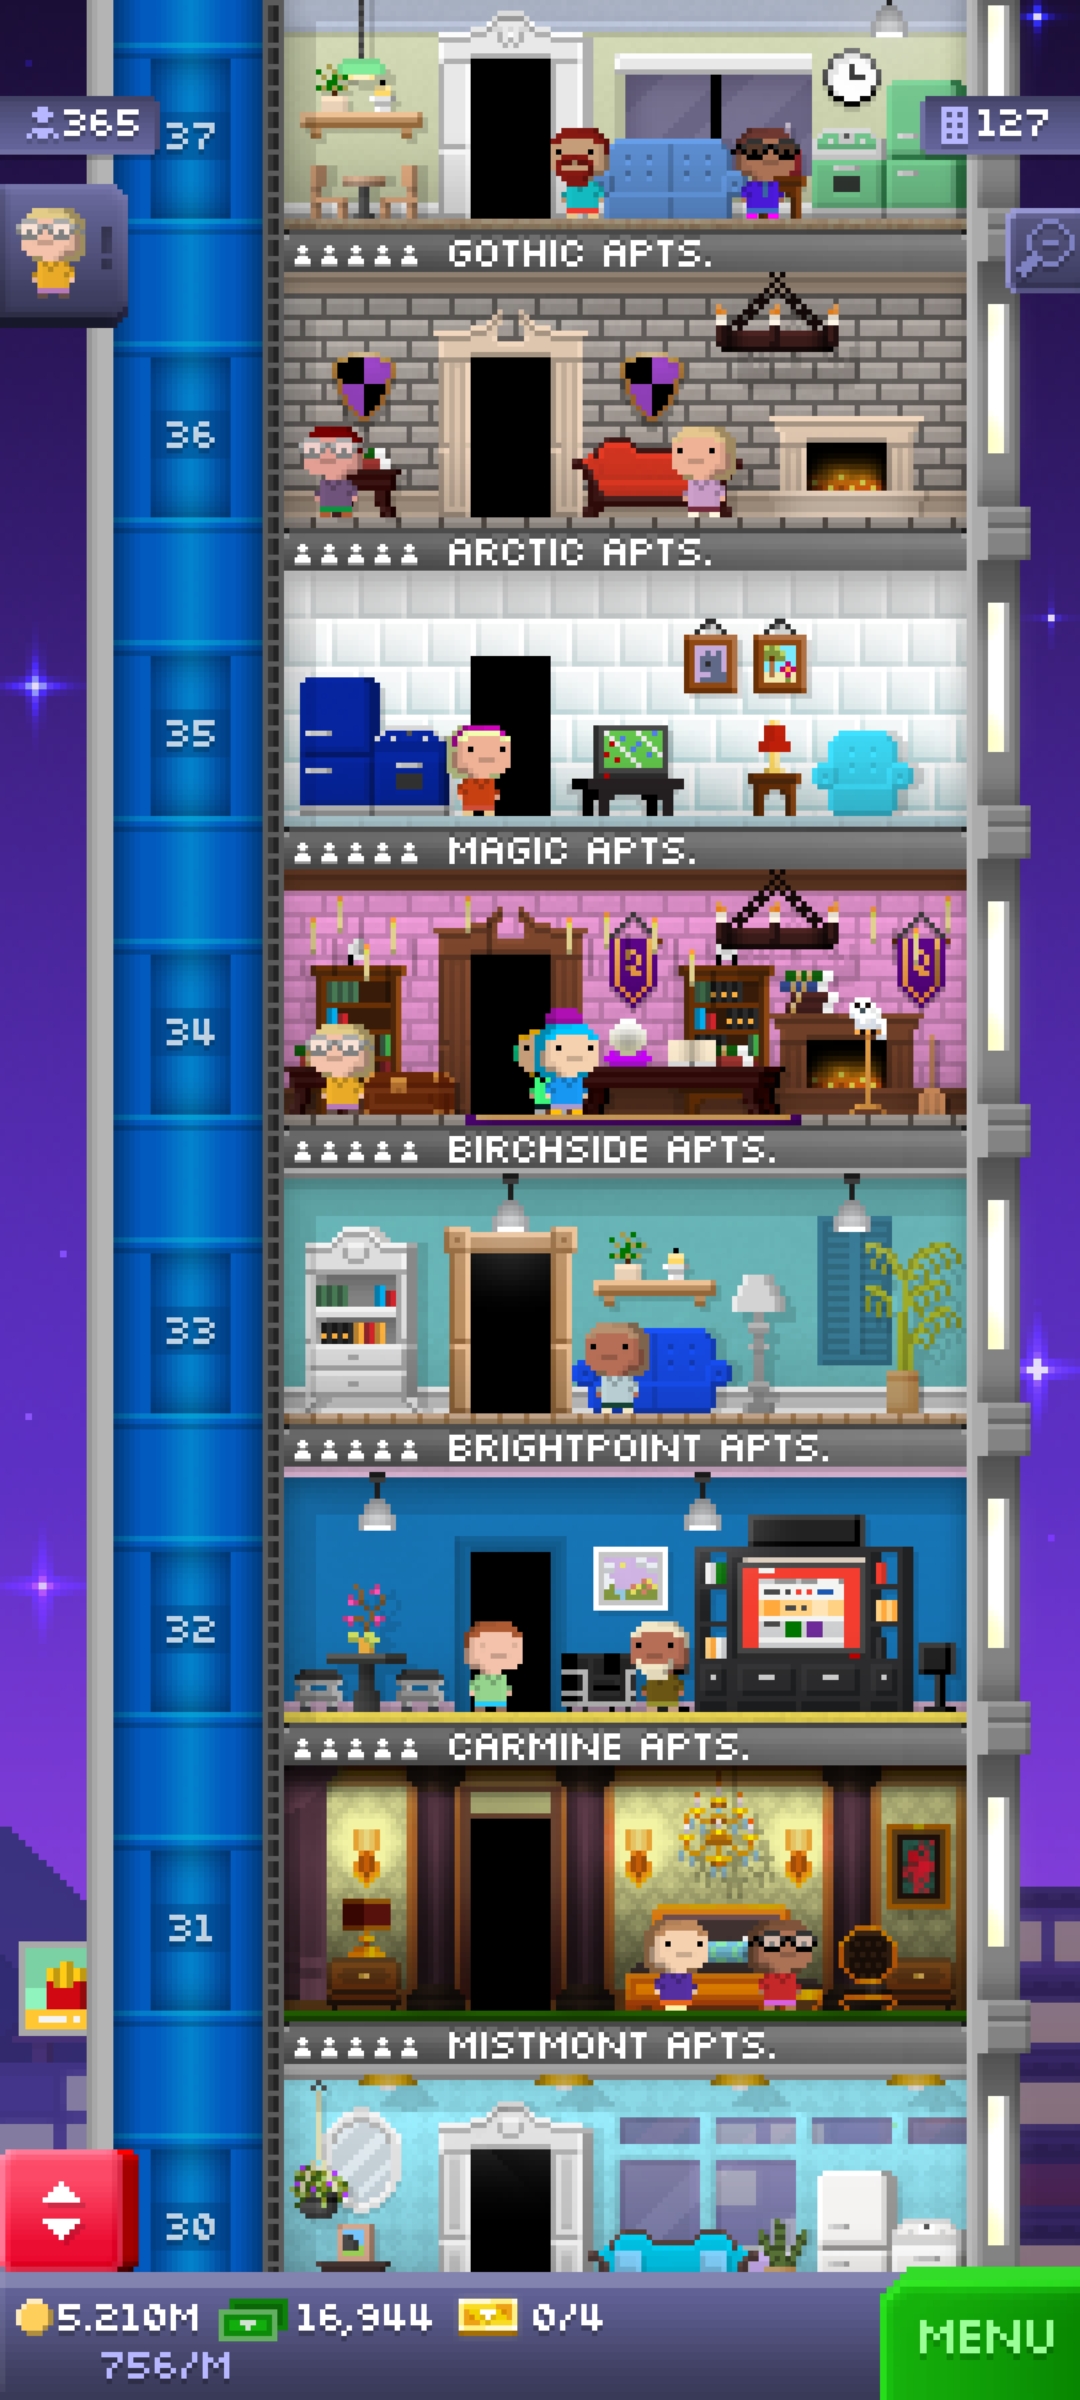 365
37
127
GOTHIC APTS.
36
ARCTIC APTS.
35
MAGIC APTS.
34
BIRCHSIDE APTS.
33
BRIGHTPOINT APTS.
32
CARMINE APTS.
31
MISTMONT APTS.
30
5.210M 16,944 0/4
756/M
MENU